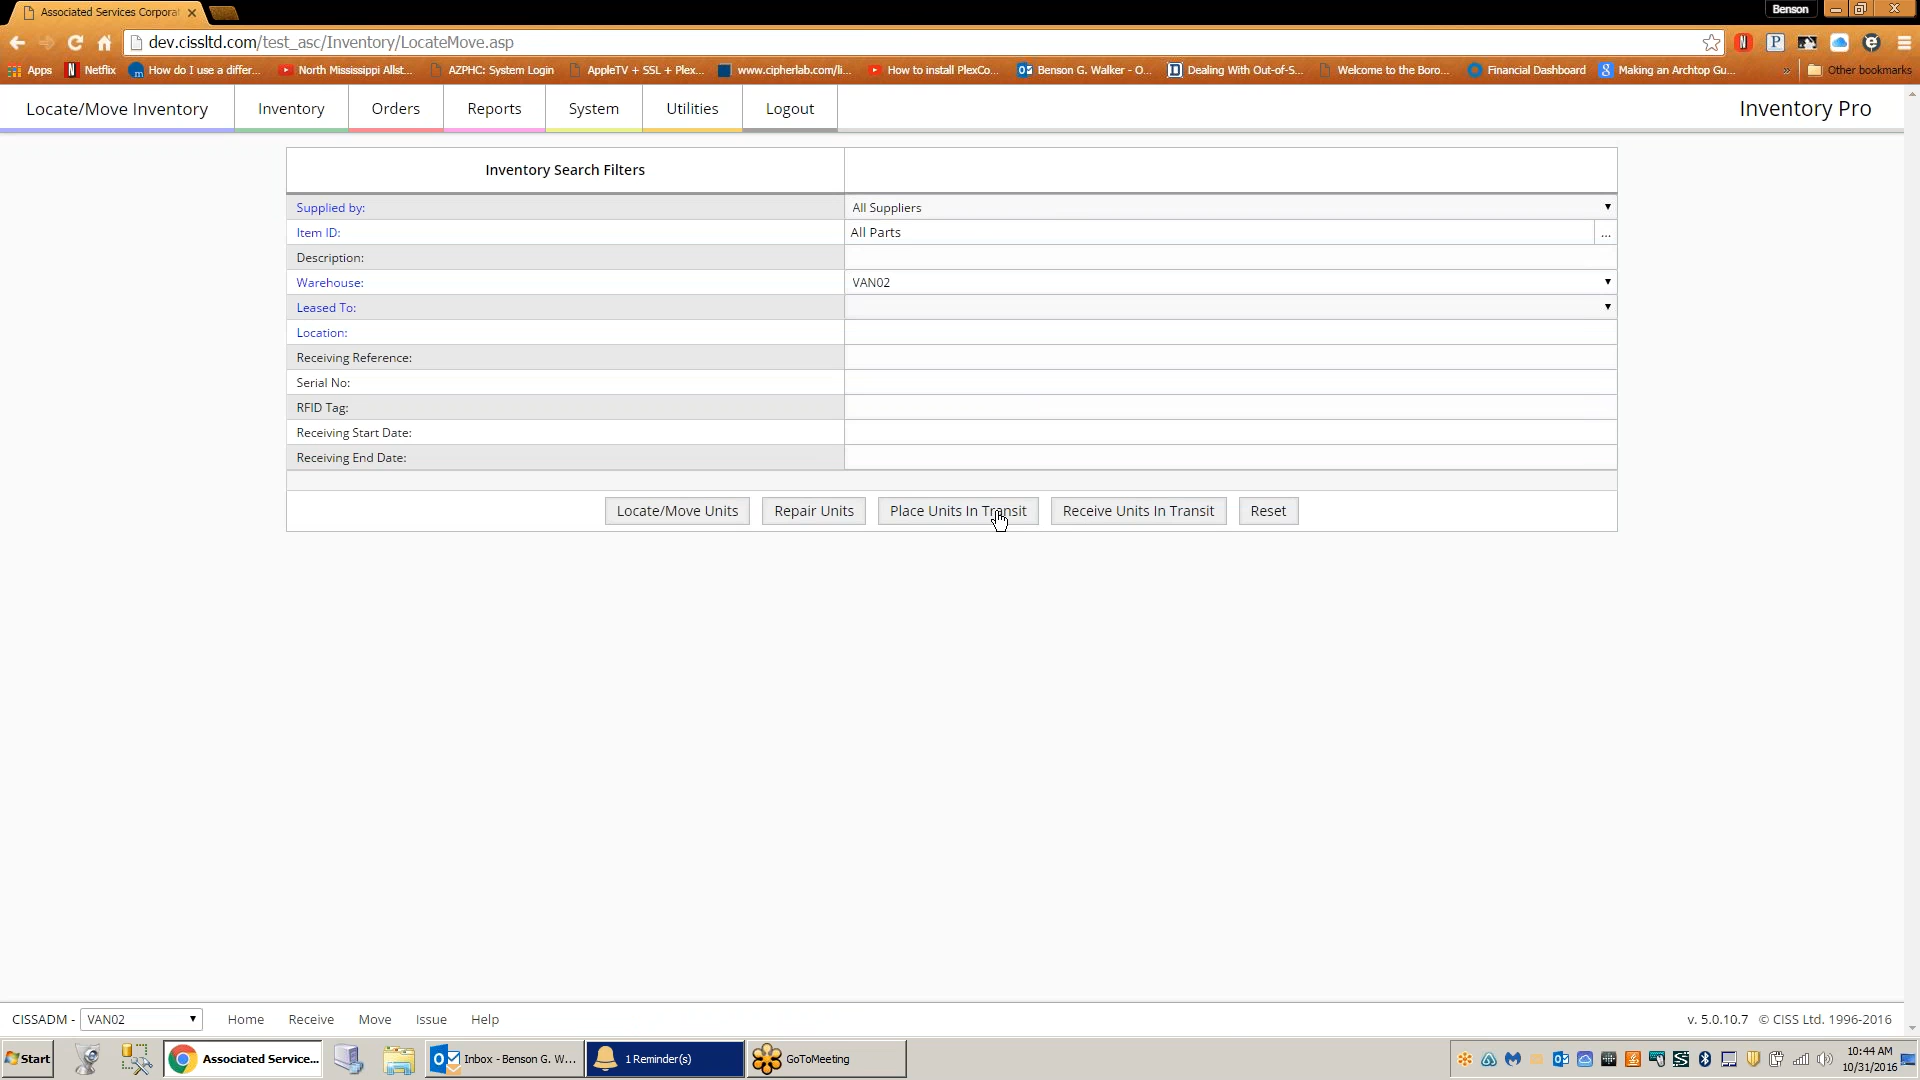 Associated Services Corporat
Benson
dev.cissltd.com/test_asc/Inventory/LocateMove.asp
Apps Netflix How do I use a differ... North Mississippi Allst... AZPHC: System Login AppleTV + SSL + Plex... www.cipherlab.com/li... How to install PlexCo... Benson G. Walker - O... Dealing With Out-of-S... Welcome to the Boro... Financial Dashboard Making an Archtop Gu... » Other bookmarks
Locate/Move Inventory Inventory Orders Reports System Utilities Logout Inventory Pro
Inventory Search Filters
Supplied by: All Suppliers
Item ID: All Parts ...
Description:
Warehouse: VAN02
Leased To:
Location:
Receiving Reference:
Serial No:
RFID Tag:
Receiving Start Date:
Receiving End Date:
Locate/Move Units Repair Units Place Units In Transit Receive Units In Transit Reset
CISSADM - VAN02 Home Receive Move Issue Help v. 5.0.10.7 © CISS Ltd. 1996-2016
Start Associated Service... Inbox - Benson G. W... 1 Reminder(s) GoToMeeting 10:44 AM
10/31/2016